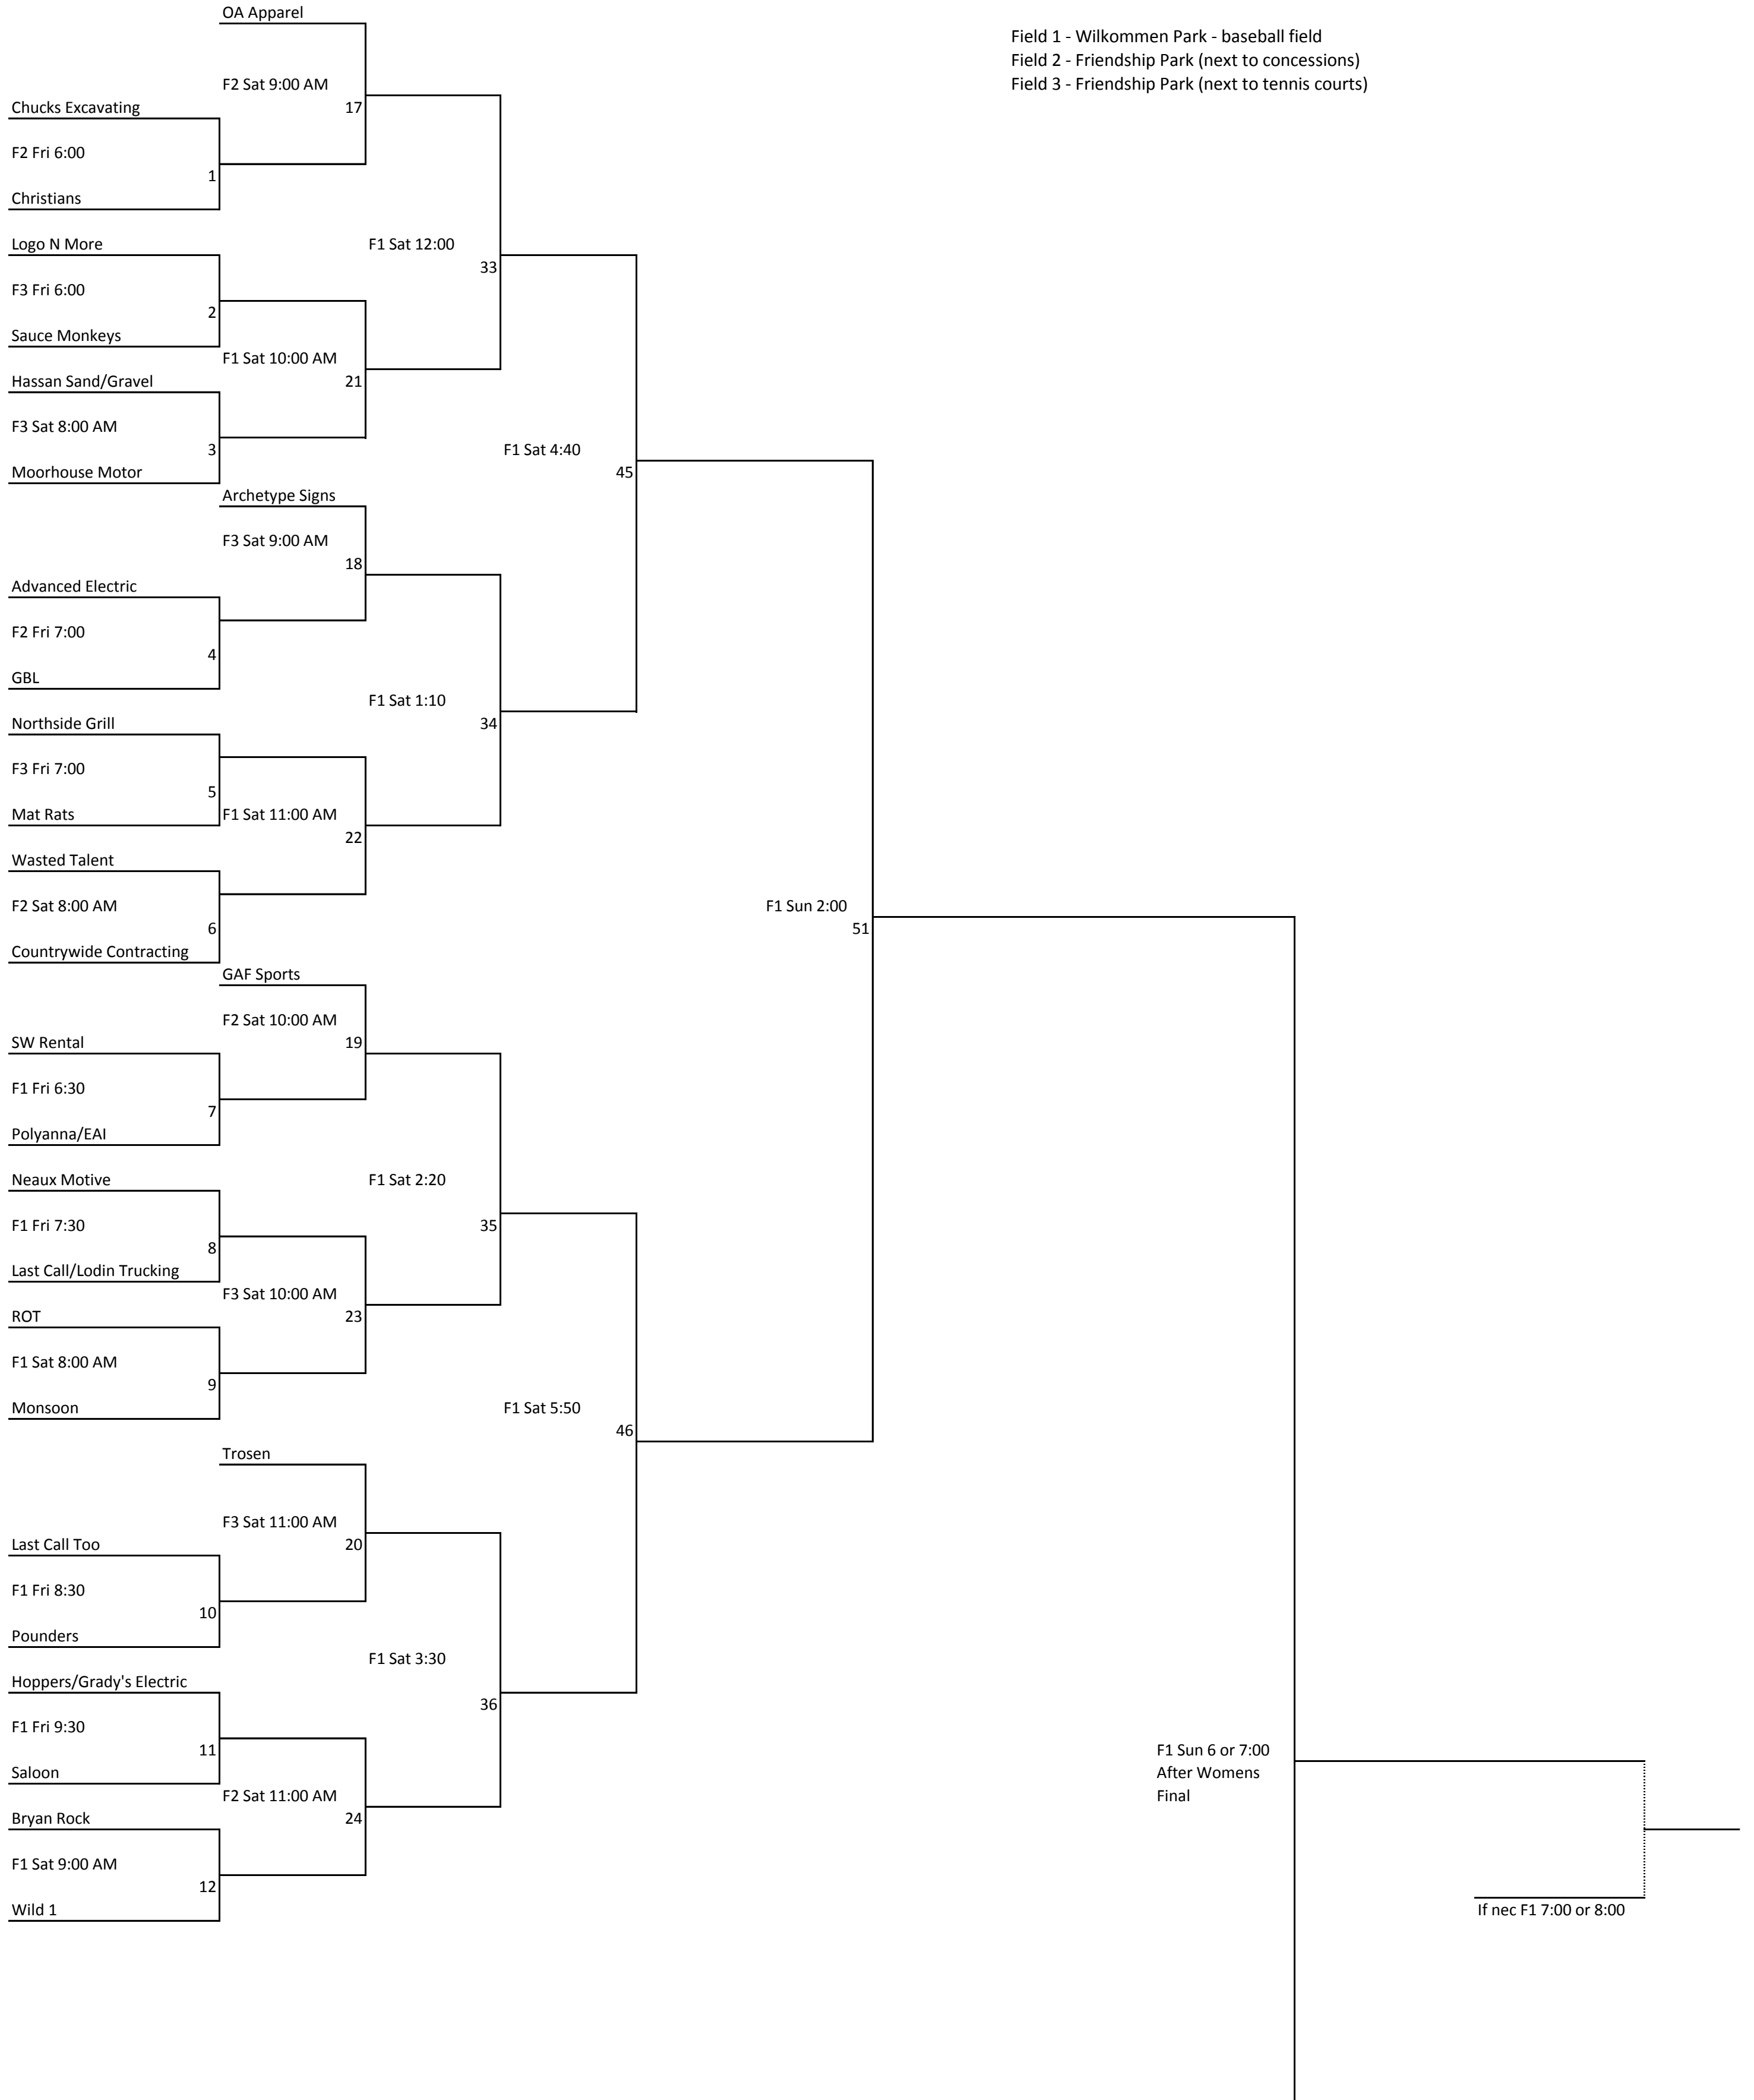 OA Apparel
Field 1 - Wilkommen Park - baseball field
Field 2 - Friendship Park (next to concessions)
Field 3 - Friendship Park (next to tennis courts)
F2 Sat 9:00 AM
17
Chucks Excavating
F2 Fri 6:00
1
Christians
Logo N More
F1 Sat 12:00
33
F3 Fri 6:00
2
Sauce Monkeys
F1 Sat 10:00 AM
21
Hassan Sand/Gravel
F3 Sat 8:00 AM
3
F1 Sat 4:40
45
Moorhouse Motor
Archetype Signs
F3 Sat 9:00 AM
18
Advanced Electric
F2 Fri 7:00
4
GBL
F1 Sat 1:10
34
Northside Grill
F3 Fri 7:00
5
Mat Rats
F1 Sat 11:00 AM
22
Wasted Talent
F2 Sat 8:00 AM
6
F1 Sun 2:00
51
Countrywide Contracting
GAF Sports
F2 Sat 10:00 AM
19
SW Rental
F1 Fri 6:30
7
Polyanna/EAI
Neaux Motive
F1 Sat 2:20
35
F1 Fri 7:30
8
Last Call/Lodin Trucking
F3 Sat 10:00 AM
23
ROT
F1 Sat 8:00 AM
9
Monsoon
F1 Sat 5:50
46
Trosen
F3 Sat 11:00 AM
20
Last Call Too
F1 Fri 8:30
10
Pounders
F1 Sat 3:30
36
Hoppers/Grady's Electric
F1 Fri 9:30
11
Saloon
F1 Sun 6 or 7:00
After Womens
Final
F2 Sat 11:00 AM
24
Bryan Rock
F1 Sat 9:00 AM
12
Wild 1
If nec F1 7:00 or 8:00